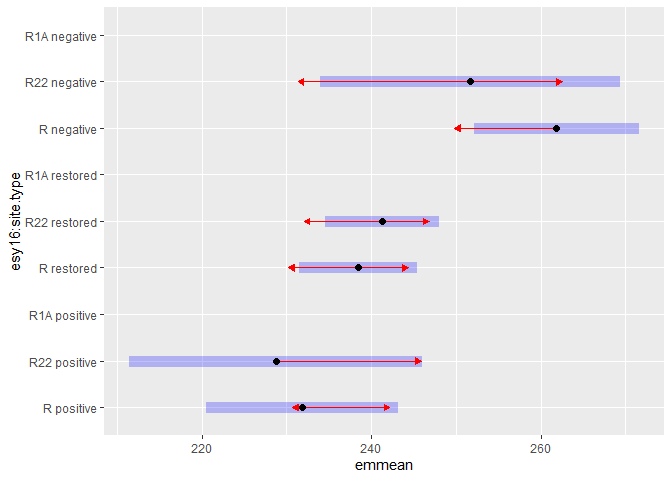 R1A negative
R22 negative
R negative
R1A restored
R22 restored
R restored
R1A positive
R22 positive
R positive
esy16:site.type
220 240 260
emmean